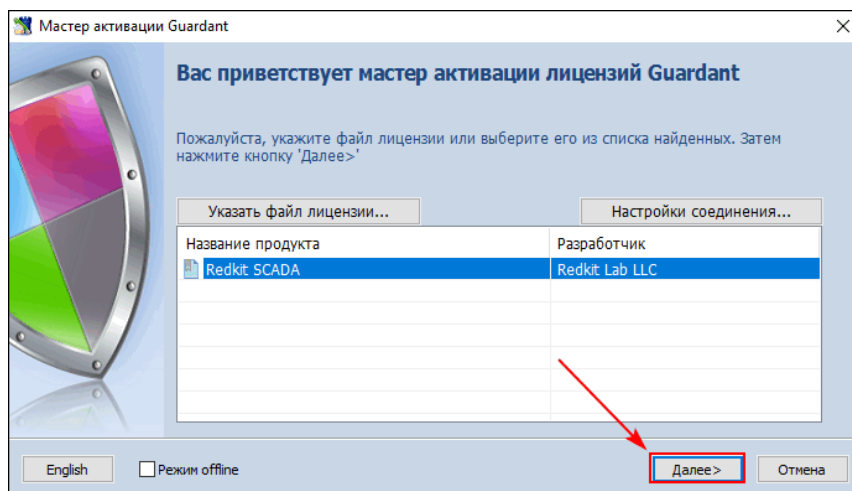 Мастер активации Guardant
Вас приветствует мастер активации лицензий Guardant
Пожалуйста, укажите файл лицензии или выберите его из списка найденных. Затем
нажмите кнопку 'Далее>'
Указать файл лицензии... Настройки соединения...
Название продукта Разработчик
Redkit SCADA Redkit Lab LLC
English Режим offline Далее> Отмена